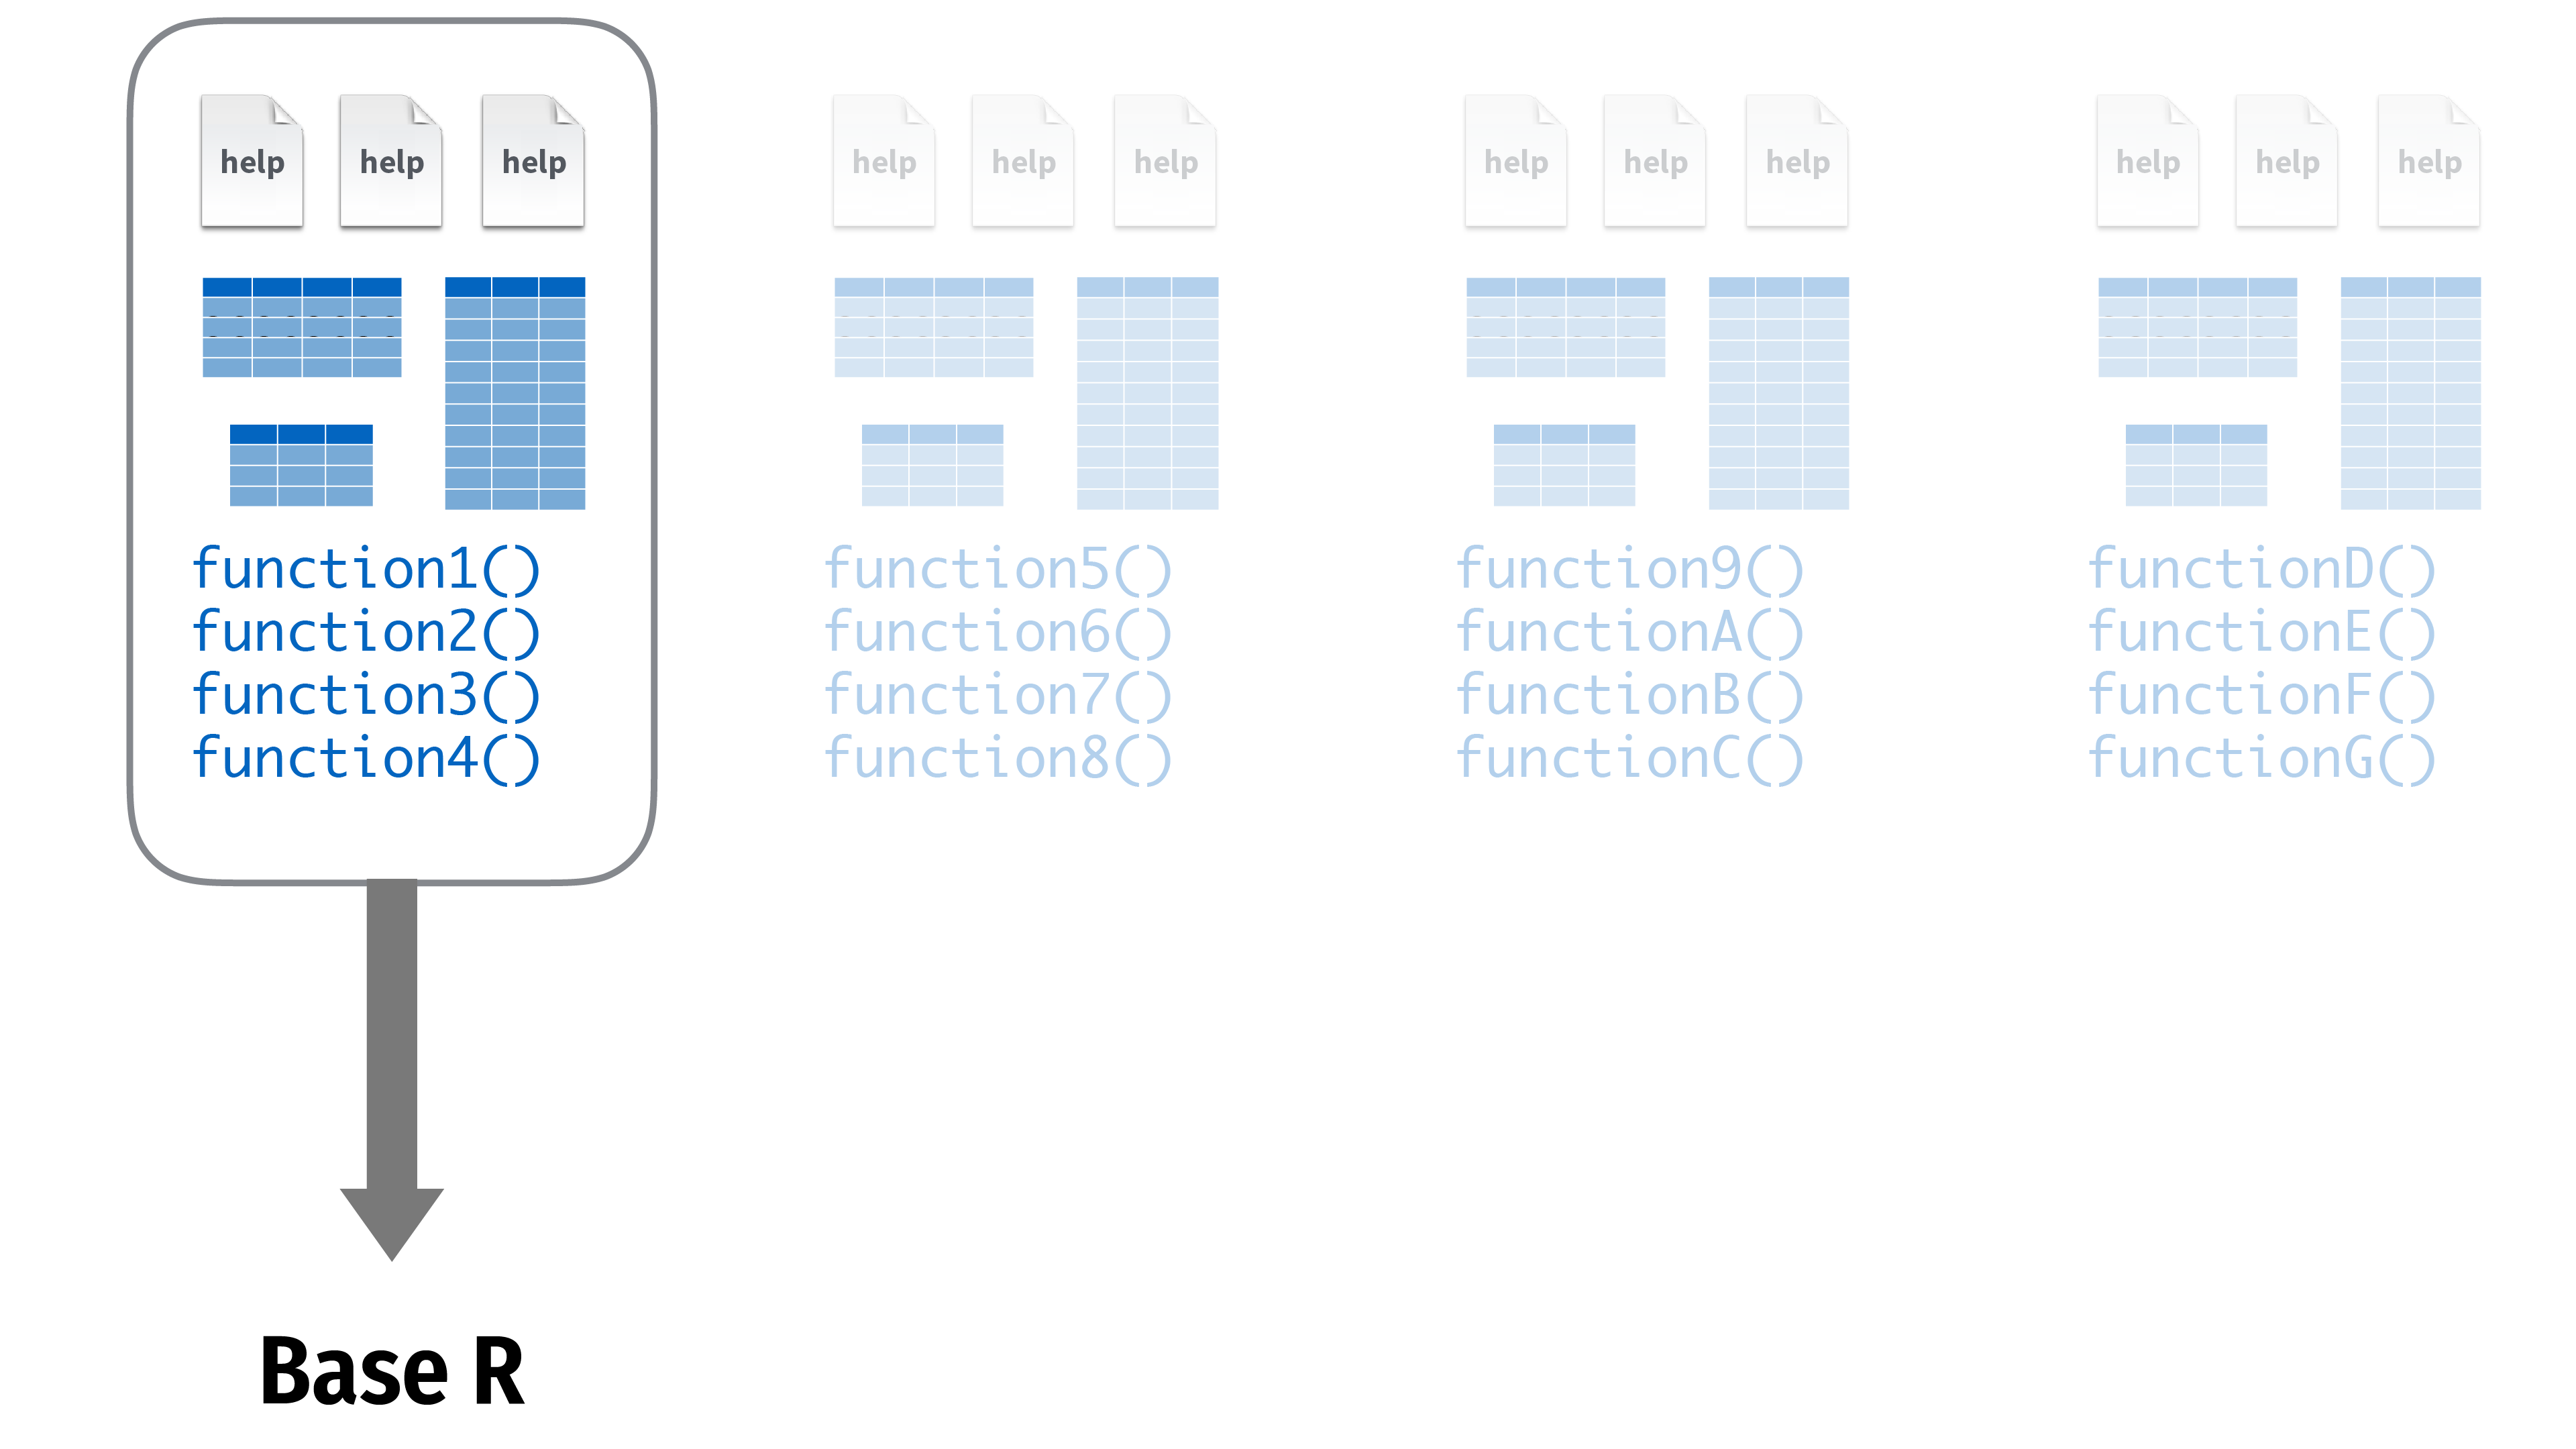 help help help
function1()
function2()
function3()
function4()
help help help
function5()
function6()
function7()
function8()
help help help
function9()
functionA()
functionB()
functionC()
help help help
functionD()
functionE()
functionF()
functionG()
Base R